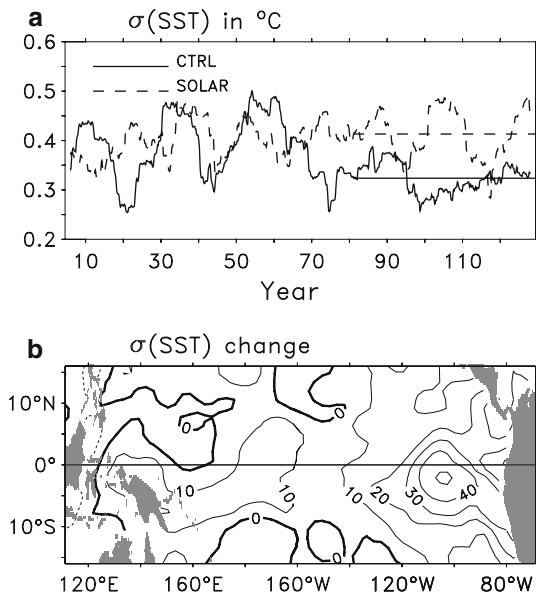 a
σ(SST) in °C
0.6
CTRL
SOLAR
0.5
0.4
0.3
0.2
10 30 50 70 90 110
Year
b
σ(SST) change
10°N
0°
10°S
0
0
10
10
10
20
30
40
0
0
120°E 160°E 160°W 120°W 80°W